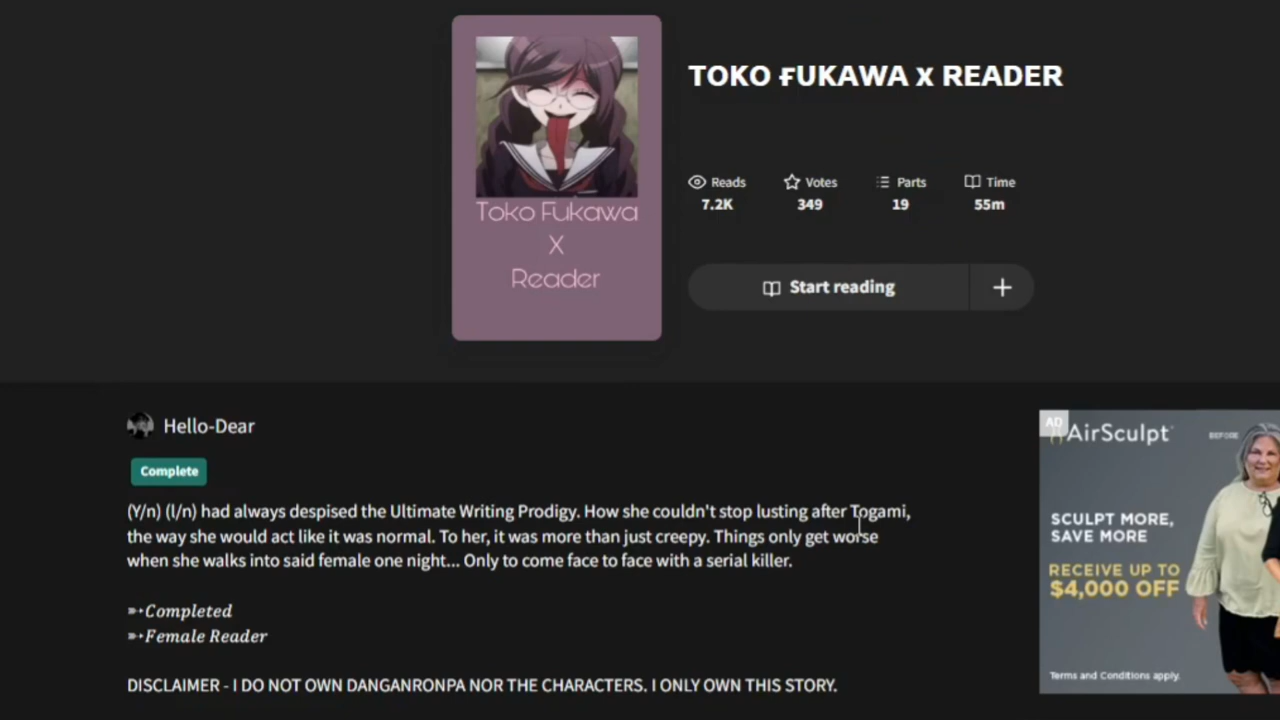 Toko Fukawa
X
Reader
TOKO ғUKAWA x READER
Reads
7.2K
Votes
349
Parts
19
Time
55m
Start reading
Hello-Dear
Complete
(Y/n) (l/n) had always despised the Ultimate Writing Prodigy. How she couldn't stop lusting after Togami,
the way she would act like it was normal. To her, it was more than just creepy. Things only get worse
when she walks into said female one night... Only to come face to face with a serial killer.
➳Completed
➳Female Reader
DISCLAIMER - I DO NOT OWN DANGANRONPA NOR THE CHARACTERS. I ONLY OWN THIS STORY.
AD
AirSculpt
BEFORE
SCULPT MORE,
SAVE MORE
RECEIVE UP TO
$4,000 OFF
Terms and Conditions apply.